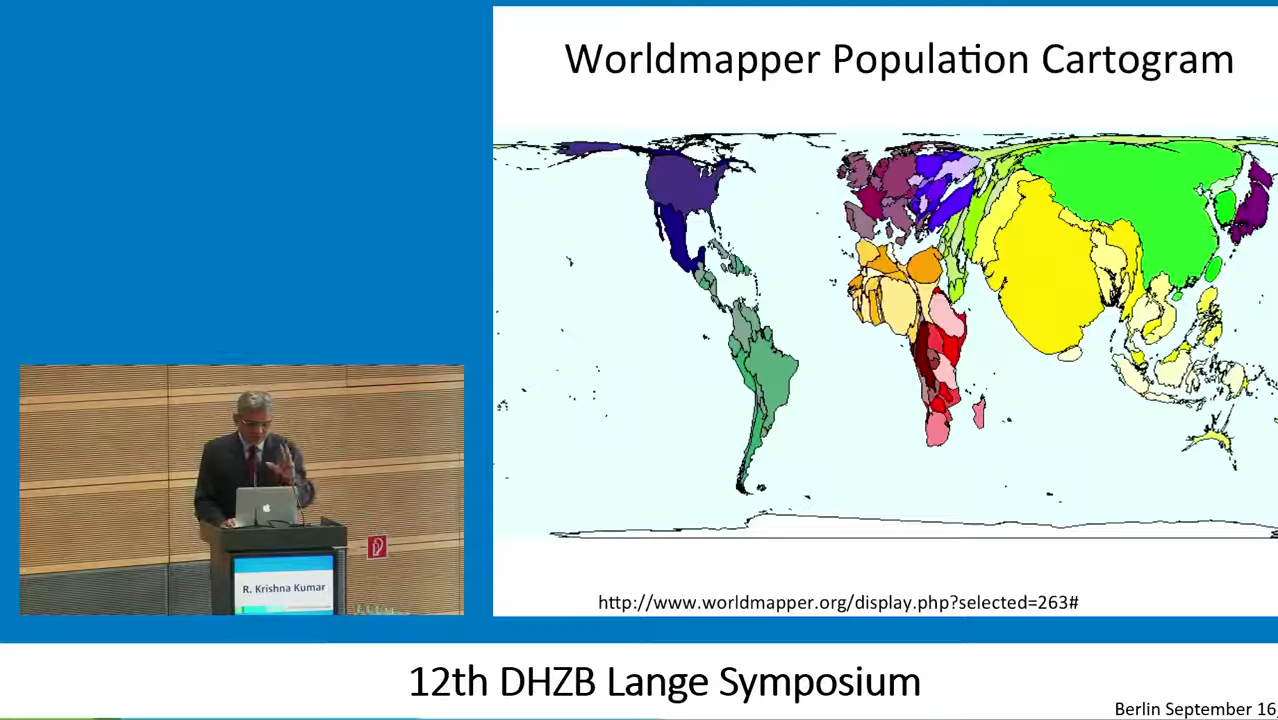 Worldmapper Population Cartogram
R. Krishna Kumar
http://www.worldmapper.org/display.php?selected=263#
12th DHZB Lange Symposium
Berlin September 16